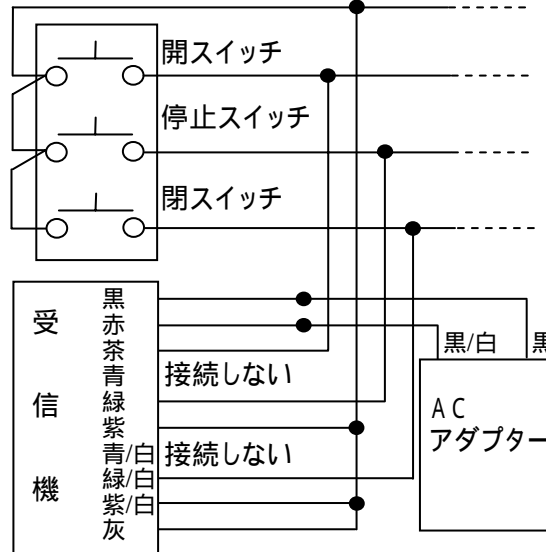 開スイッチ
停止スイッチ
閉スイッチ
受信機
黒
赤
茶
青
接続しない
緑
紫
青/白
接続しない
緑/白
紫/白
灰
黒/白
黒
AC
アダプター